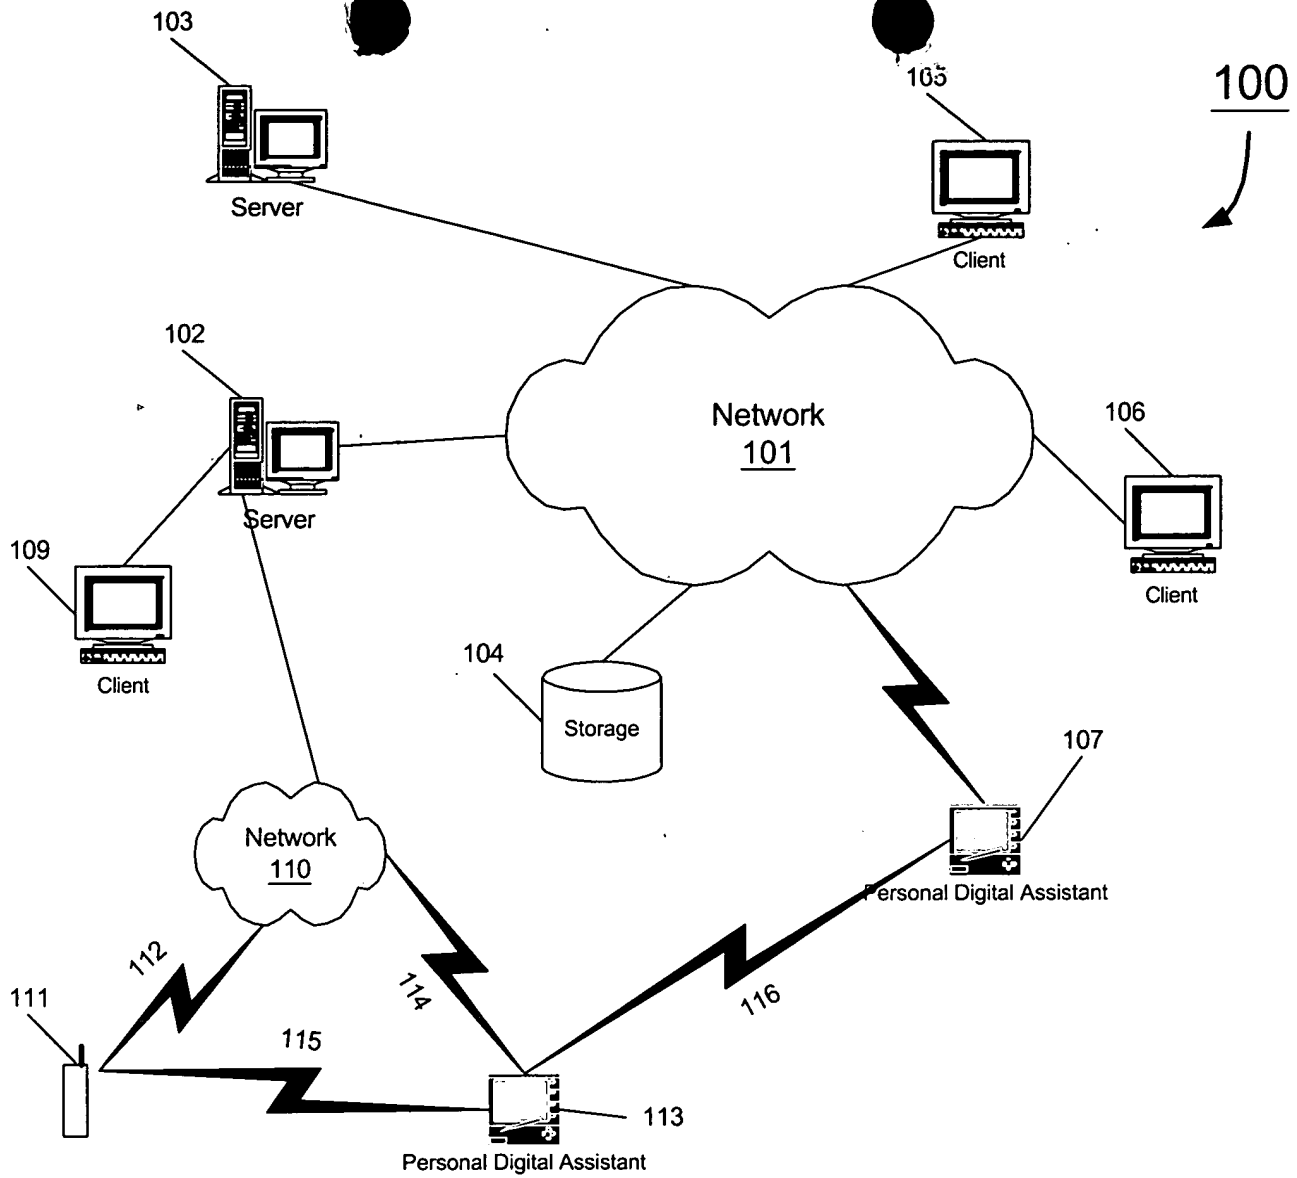 103
105
100
Server
Client
102
Network
101
106
Server
109
Client
Client
104
Storage
107
Network
110
Personal Digital Assistant
112
114
116
111
115
113
Personal Digital Assistant